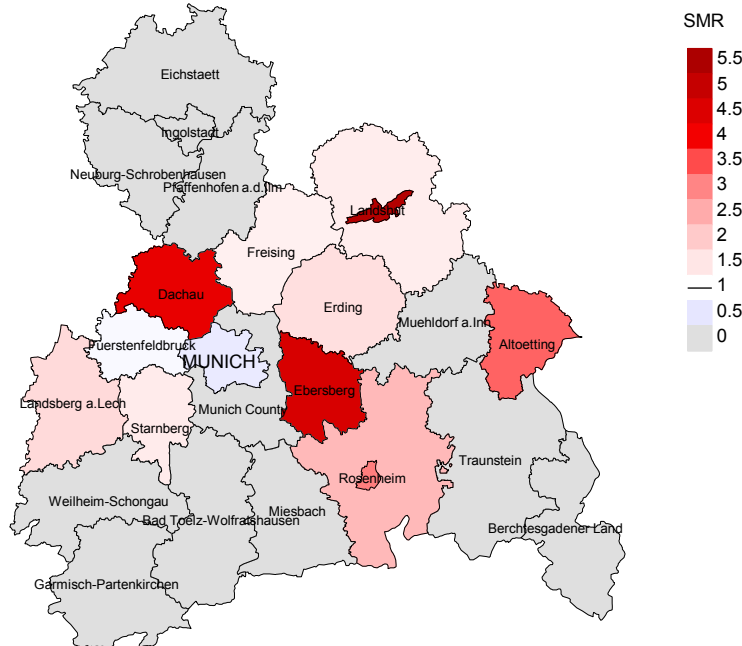 SMR
5.5
5
4.5
4
3.5
3
2.5
2
1.5
1
0.5
0
Eichstaett
Ingolstadt
Neuburg-Schrobenhausen
Pfaffenhofen a.d.Ilm
Landshut
Freising
Dachau
Erding
Muehldorf a.Inn
Altoetting
Fuerstenfeldbruck
MUNICH
Ebersberg
Landsberg a.Lech
Munich County
Starnberg
Traunstein
Rosenheim
Weilheim-Schongau
Miesbach
Bad Toelz-Wolfratshausen
Berchtesgadener Land
Garmisch-Partenkirchen